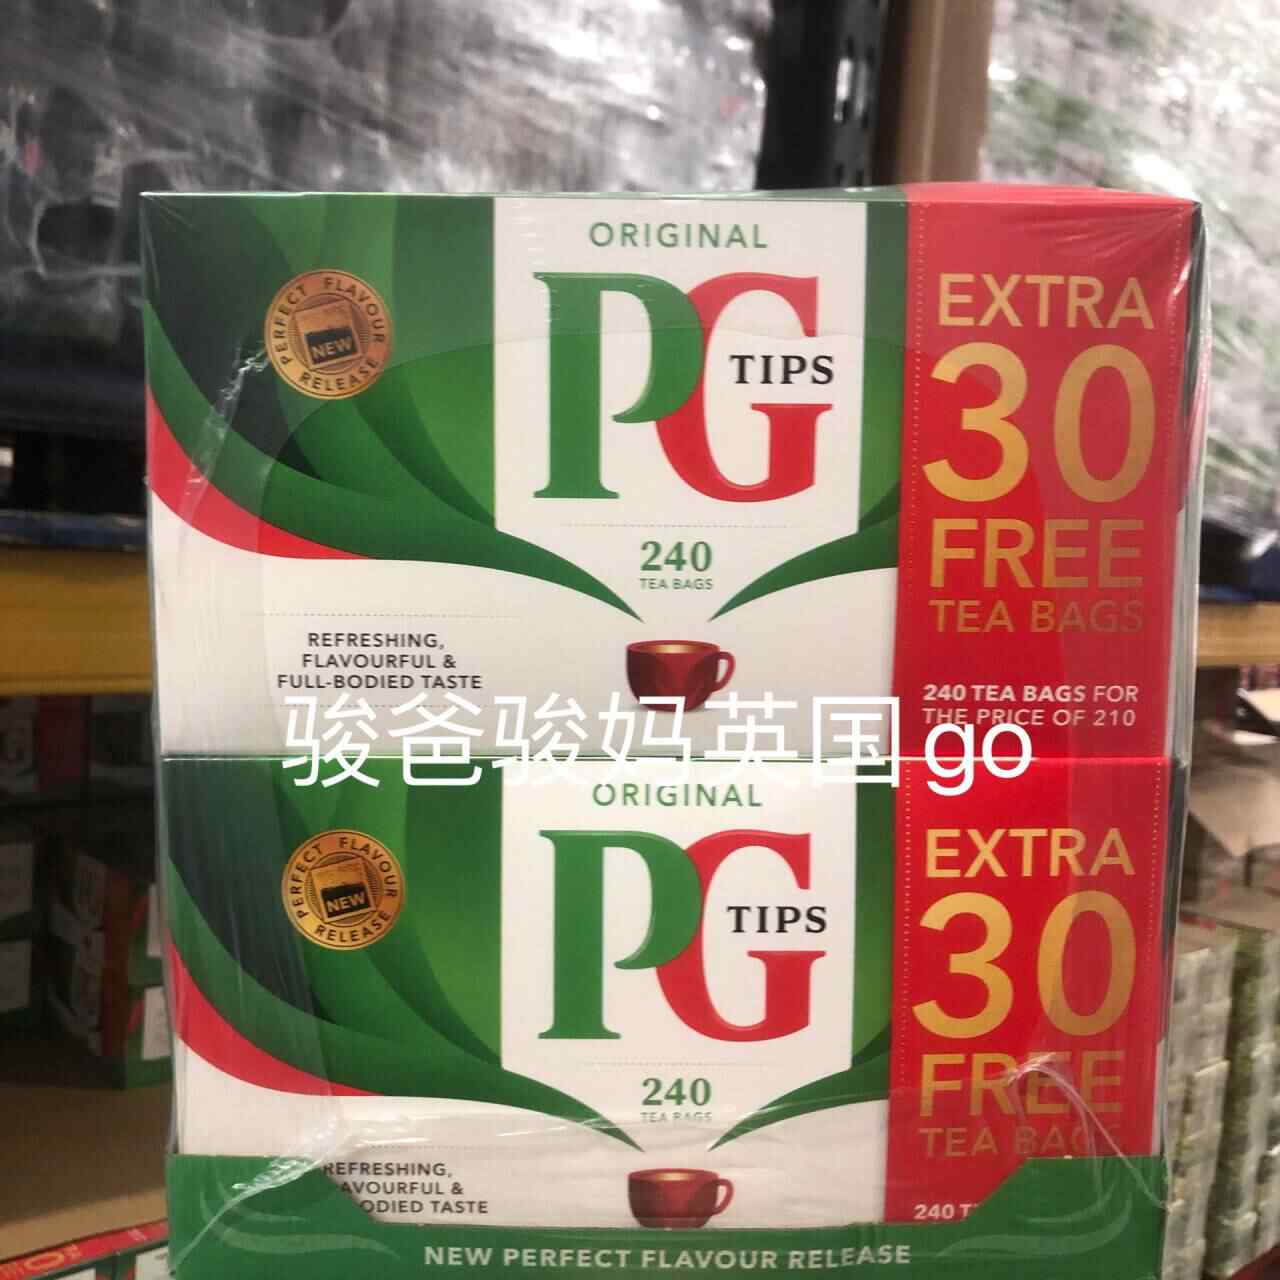 ORIGINAL
PG
TIPS
PERFECT FLAVOUR
NEW
RELEASE
240
TEA BAGS
REFRESHING,
FLAVOURFUL &
FULL-BODIED TASTE
EXTRA
30
FREE
TEA BAGS
240 TEA BAGS FOR
THE PRICE OF 210
骏爸骏妈英国go
ORIGINAL
PG
TIPS
PERFECT FLAVOUR
NEW
RELEASE
240
TEA BAGS
REFRESHING,
AVOURFUL &
ODIED TASTE
EXTRA
30
FREE
TEA BAGS
240 T
NEW PERFECT FLAVOUR RELEASE